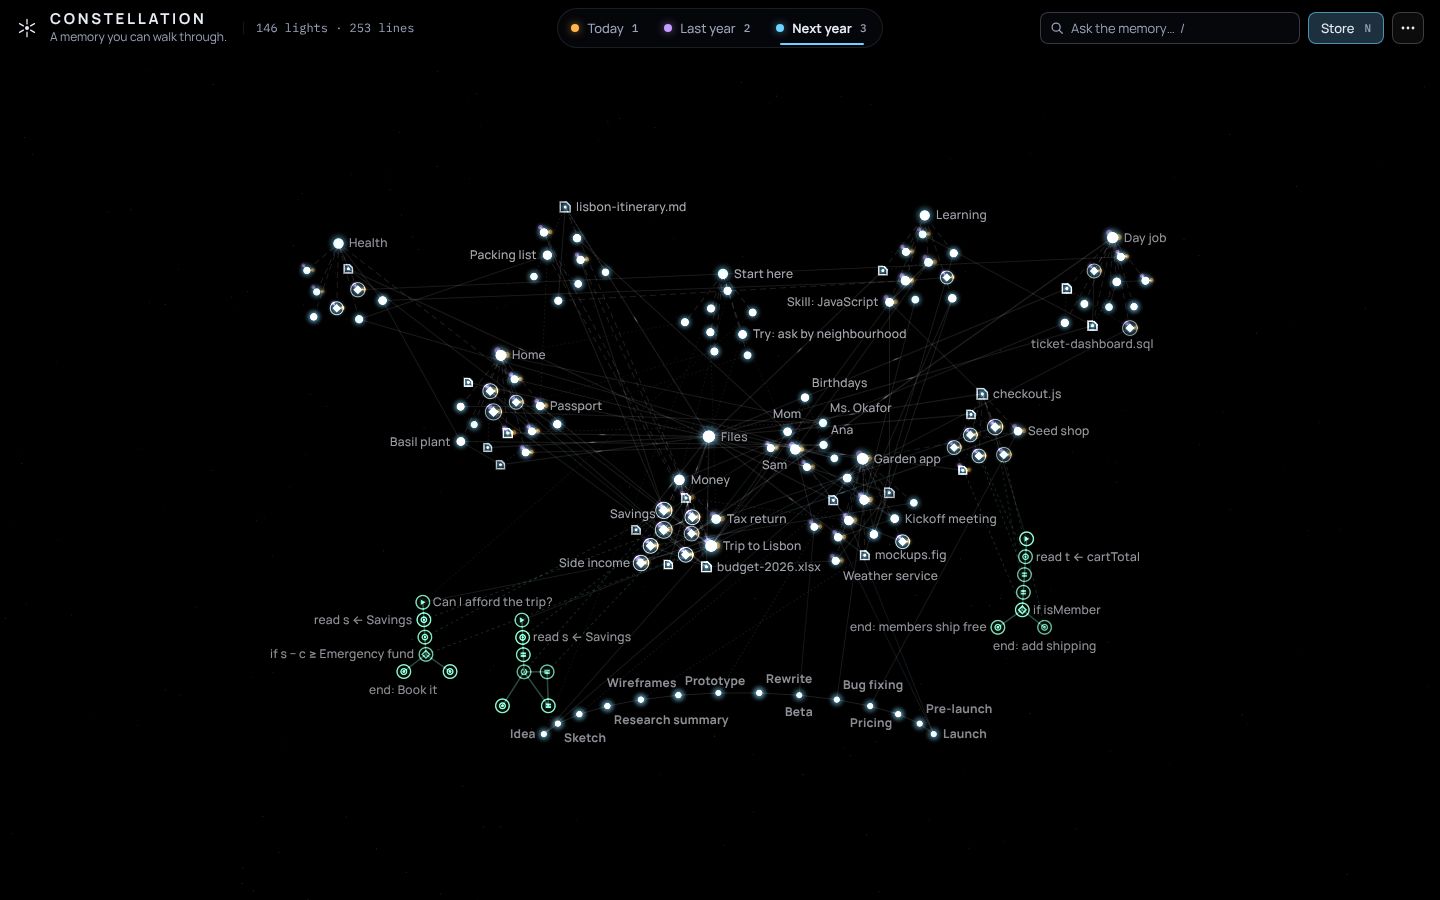 CONSTELLATION
A memory you can walk through.
146 lights · 253 lines
Today 1
Last year 2
Next year 3
Ask the memory… /
Store N
lisbon-itinerary.md
Learning
Health
Day job
Packing list
Start here
Skill: JavaScript
Try: ask by neighbourhood
ticket-dashboard.sql
Home
Birthdays
checkout.js
Passport
Mom
Ms. Okafor
Ana
Seed shop
Basil plant
Files
Sam
Garden app
Money
Savings
Tax return
Kickoff meeting
Trip to Lisbon
mockups.fig
read t ← cartTotal
Side income
budget-2026.xlsx
Weather service
Can I afford the trip?
if isMember
read s ← Savings
read s ← Savings
end: members ship free
end: add shipping
if s − c ≥ Emergency fund
end: Book it
Wireframes
Prototype
Rewrite
Bug fixing
Research summary
Beta
Pricing
Pre-launch
Idea
Sketch
Launch